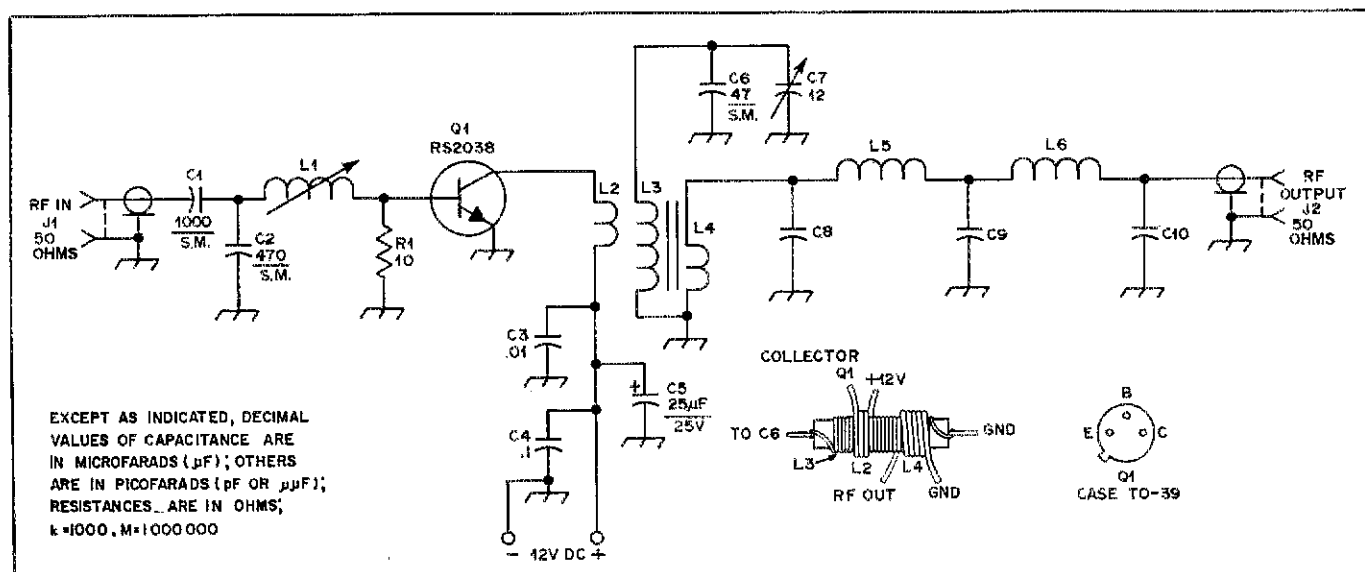 C6
47
S.M.
C7
12
Q1
RS2038
L1
C1
1000
S.M.
RF IN
J1
50
OHMS
C2
470
S.M.
R1
10
L2
L3
L4
L5
L6
C8
C9
C10
RF
OUTPUT
J2
50
OHMS
C3
.01
+
C5
25µF
25V
C4
.1
- 12V DC +
EXCEPT AS INDICATED, DECIMAL
VALUES OF CAPACITANCE ARE
IN MICROFARADS (µF); OTHERS
ARE IN PICOFARADS (pF OR µµF);
RESISTANCES ARE IN OHMS;
k=1000, M=1000000
COLLECTOR
Q1
+12V
TO C6
GND
L3
L2
L4
RF OUT
GND
B
E
C
Q1
CASE TO-39